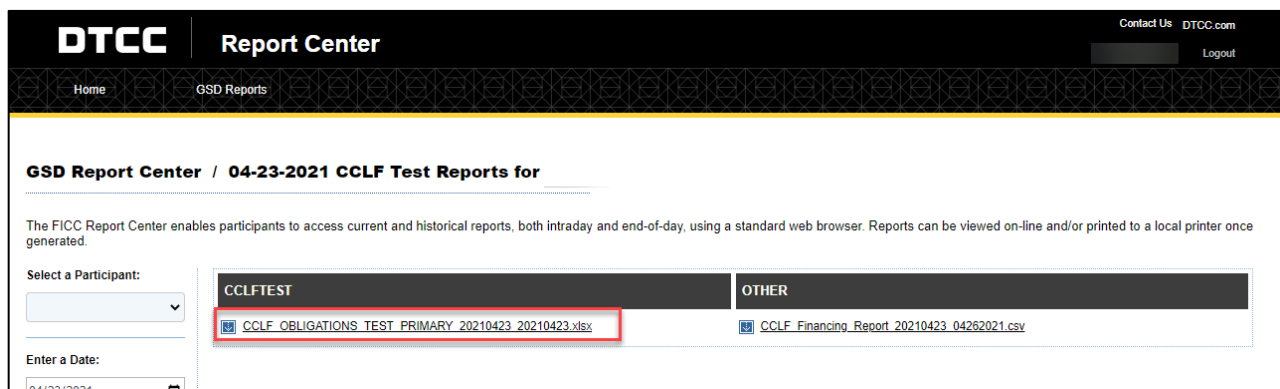 Contact Us DTCC.com
DTCC Report Center
Logout
Home GSD Reports
GSD Report Center / 04-23-2021 CCLF Test Reports for
The FICC Report Center enables participants to access current and historical reports, both intraday and end-of-day, using a standard web browser. Reports can be viewed on-line and/or printed to a local printer once
generated.
Select a Participant:
CCLFTEST OTHER
CCLF_OBLIGATIONS_TEST_PRIMARY_20210423_20210423.xlsx CCLF_Financing_Report_20210423_04262021.csv
Enter a Date: